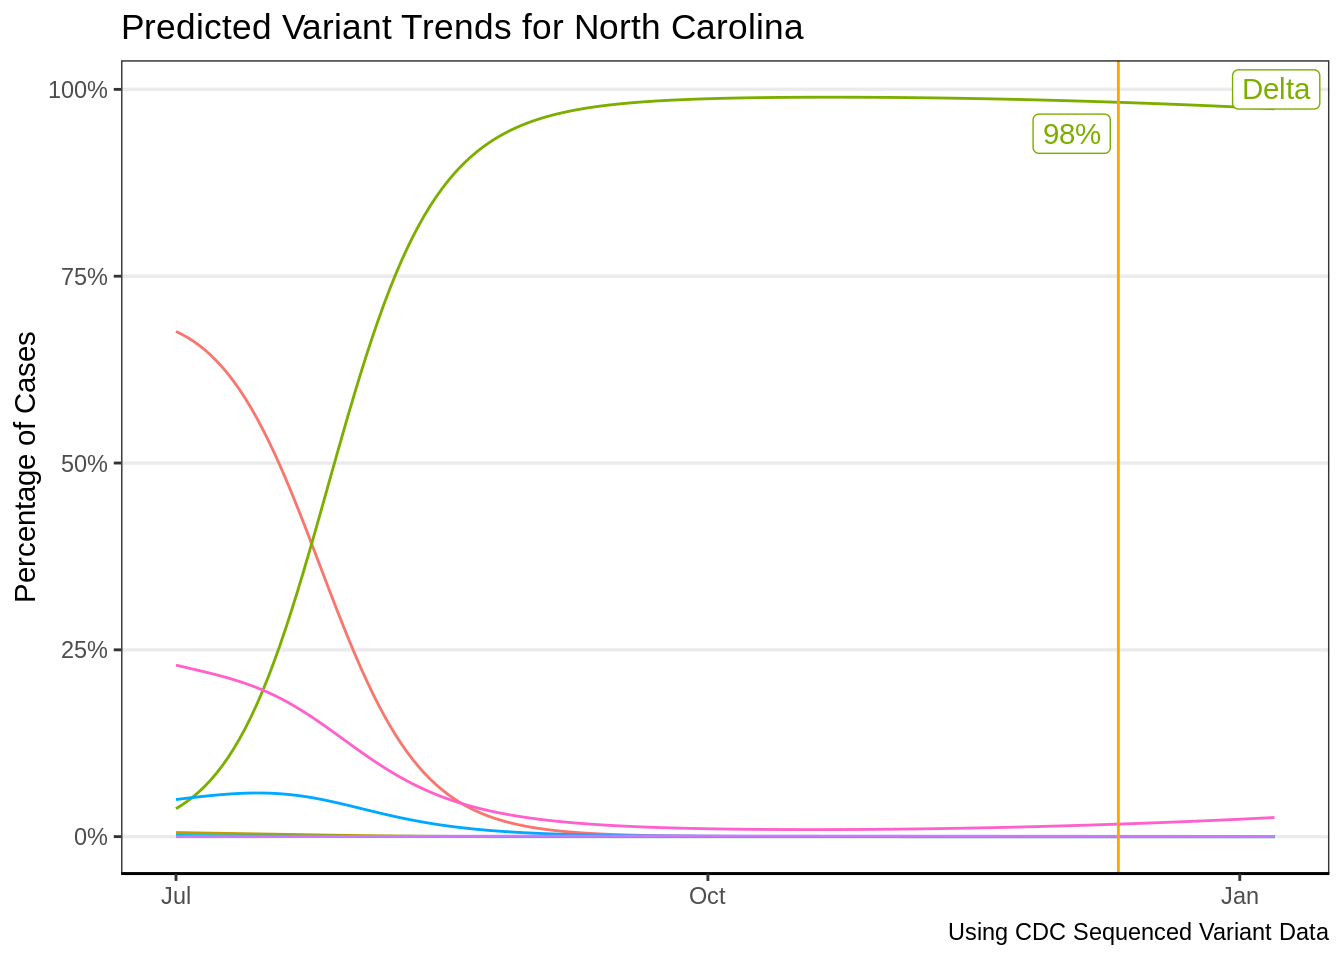 Predicted Variant Trends for North Carolina
100%
Delta
98%
75%
50%
25%
0%
Percentage of Cases
Jul
Oct
Jan
Using CDC Sequenced Variant Data